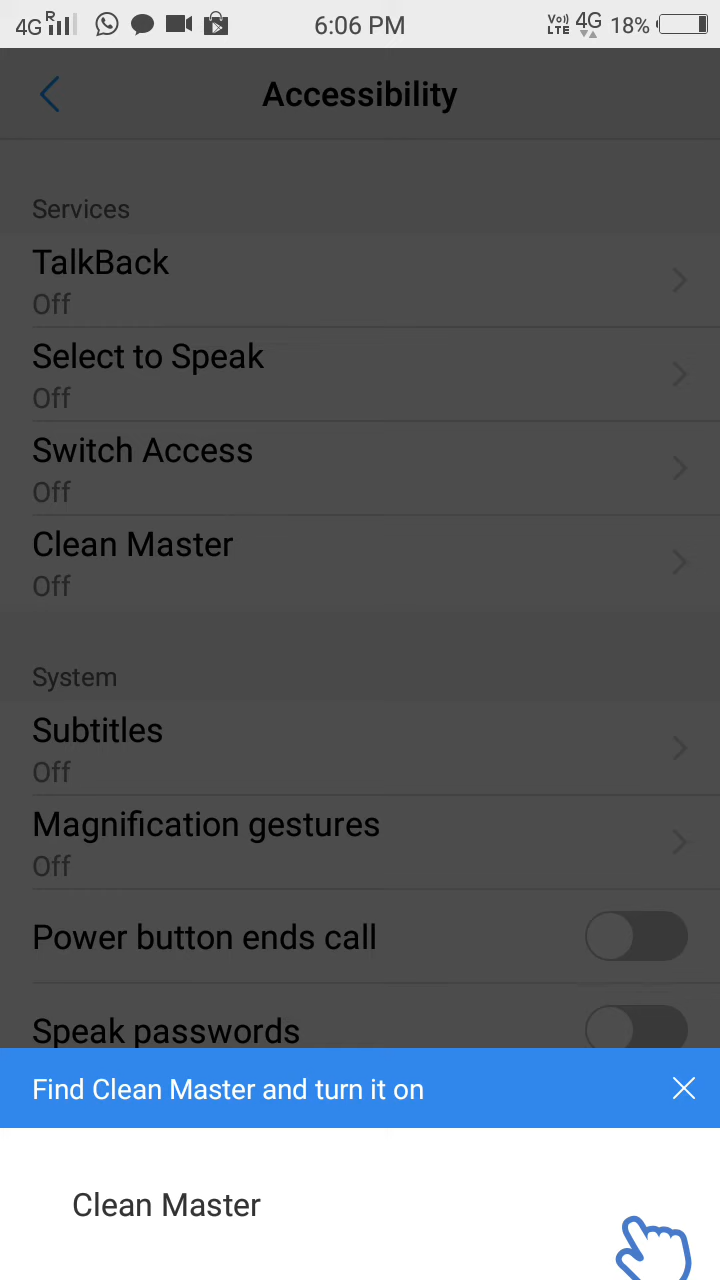 4G R 6:06 PM Vo)) LTE 4G 18%
Accessibility
Services
TalkBack
Off
Select to Speak
Off
Switch Access
Off
Clean Master
Off
System
Subtitles
Off
Magnification gestures
Off
Power button ends call
Speak passwords
Find Clean Master and turn it on
Clean Master